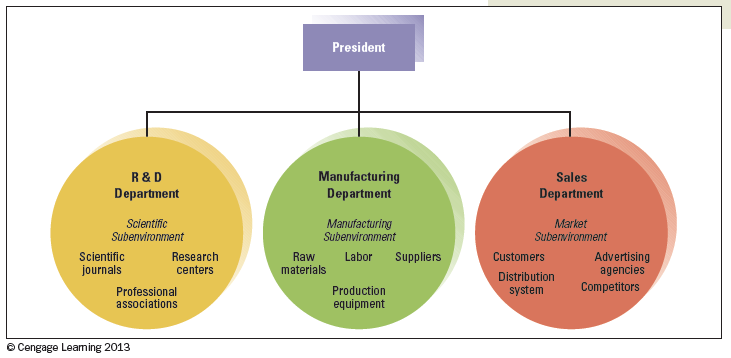 President
R & D
Department
Scientific
Subenvironment
Scientific
journals
Research
centers
Professional
associations
Manufacturing
Department
Manufacturing
Subenvironment
Raw
materials
Labor
Suppliers
Production
equipment
Sales
Department
Market
Subenvironment
Customers
Advertising
agencies
Distribution
system
Competitors
© Cengage Learning 2013